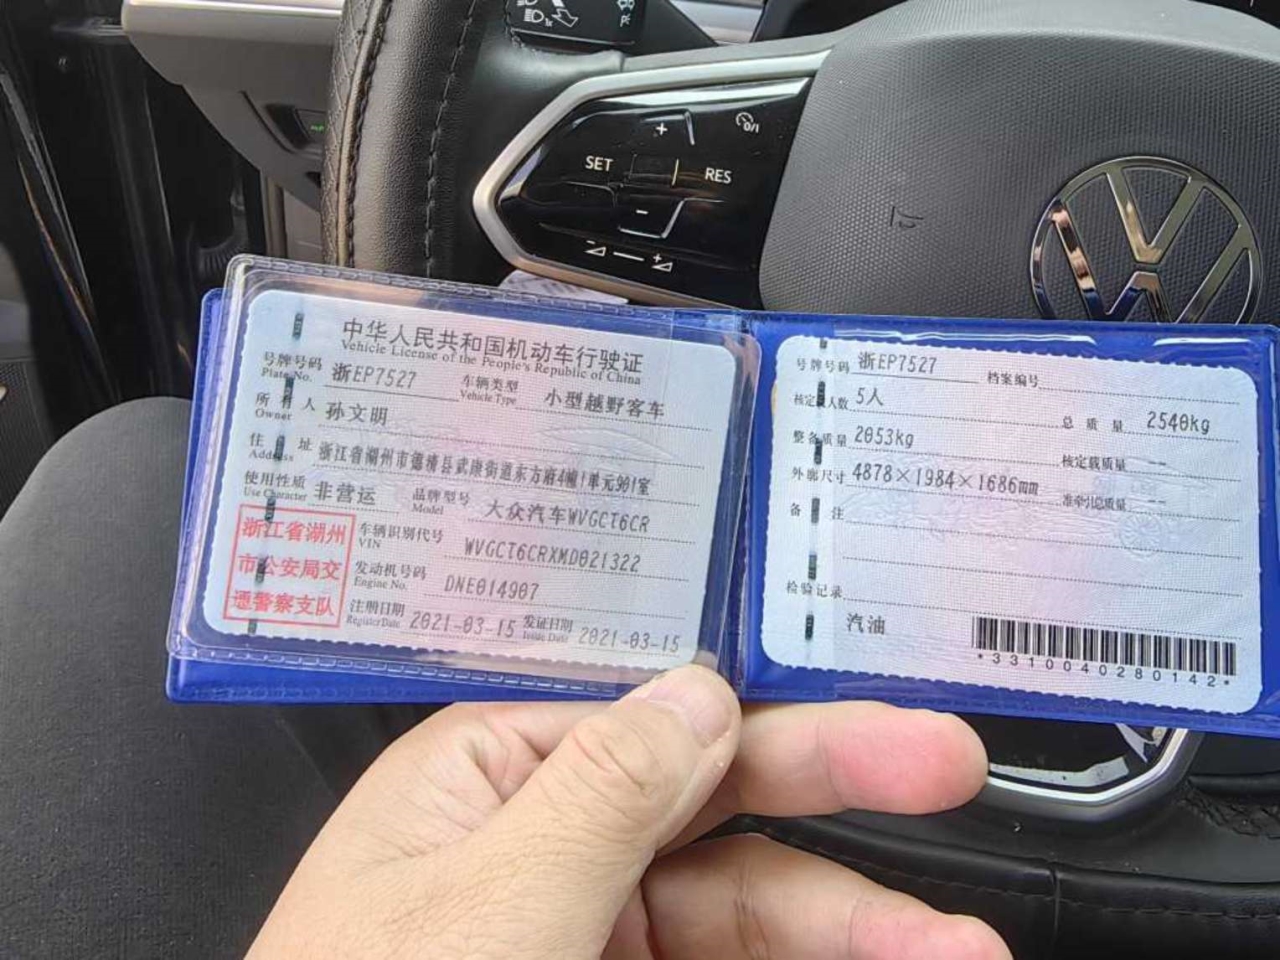 SET
RES
+
-
中华人民共和国机动车行驶证
Vehicle License of the People's Republic of China
号牌号码 浙EP7527 车辆类型 小型越野客车
Plate No. Vehicle Type
所有人 孙文明
Owner
住址 浙江省湖州市德清县武康街道东方府4幢1单元901室
Address
使用性质 非营运 品牌型号 大众汽车WVGCT6CR
Use Character Model
浙江省湖州
市公安局交
通警察支队
车辆识别代号 WVGCT6CRXMD021322
VIN
发动机号码 DNE014907
Engine No.
注册日期 2021-03-15 发证日期 2021-03-15
Register Date Issue Date
号牌号码 浙EP7527 档案编号
核定载人数 5人 总质量 2540kg
整备质量 2053kg 核定载质量 --
外廓尺寸 4878×1984×1686mm 准牵引总质量 --
备注
检验记录
汽油
*3310040280142*